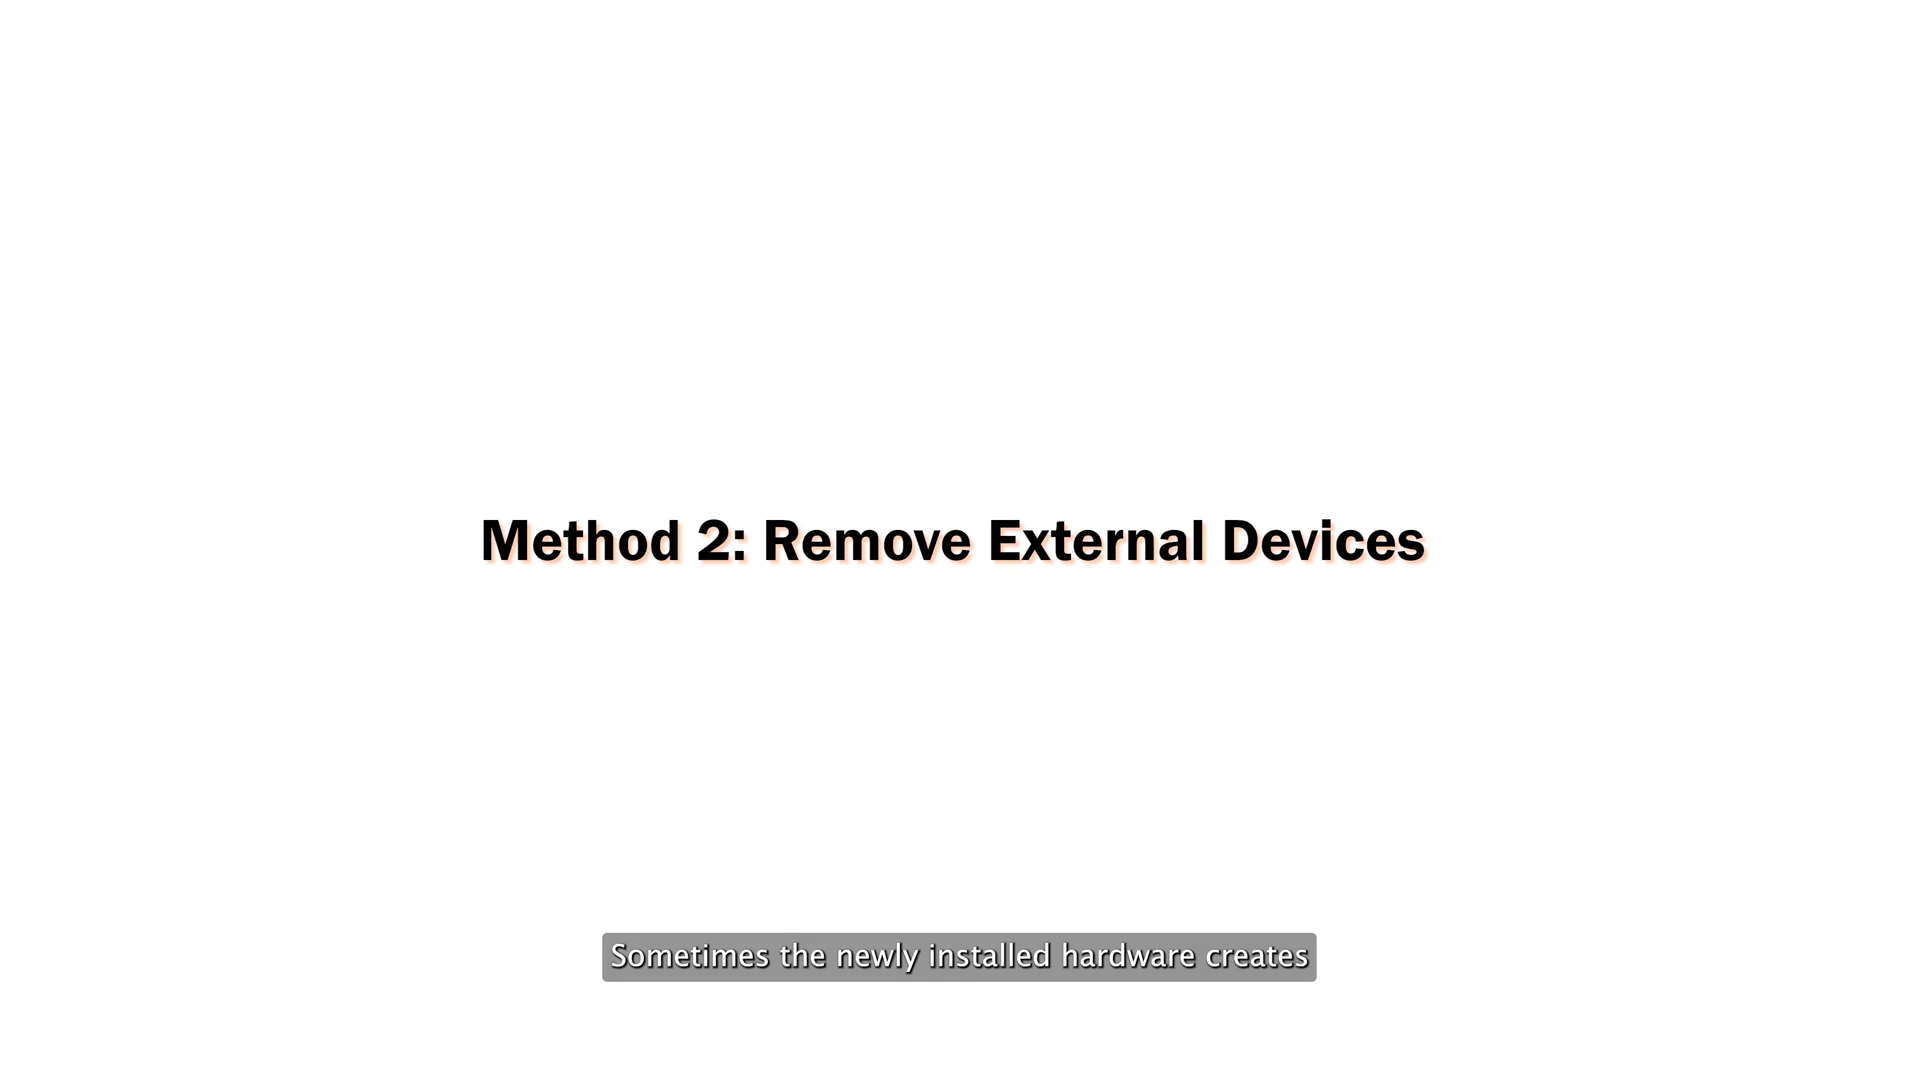 Method 2: Remove External Devices
Sometimes the newly installed hardware creates